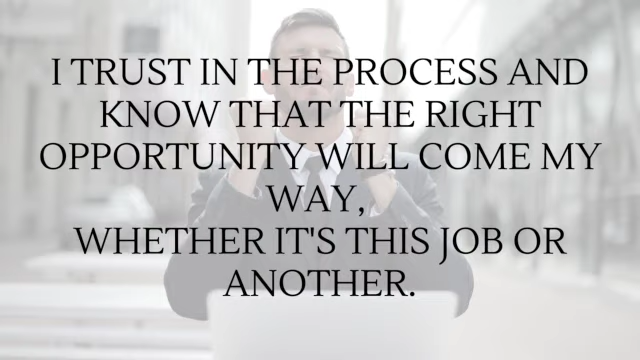 I TRUST IN THE PROCESS AND
KNOW THAT THE RIGHT
OPPORTUNITY WILL COME MY
WAY,
WHETHER IT'S THIS JOB OR
ANOTHER.